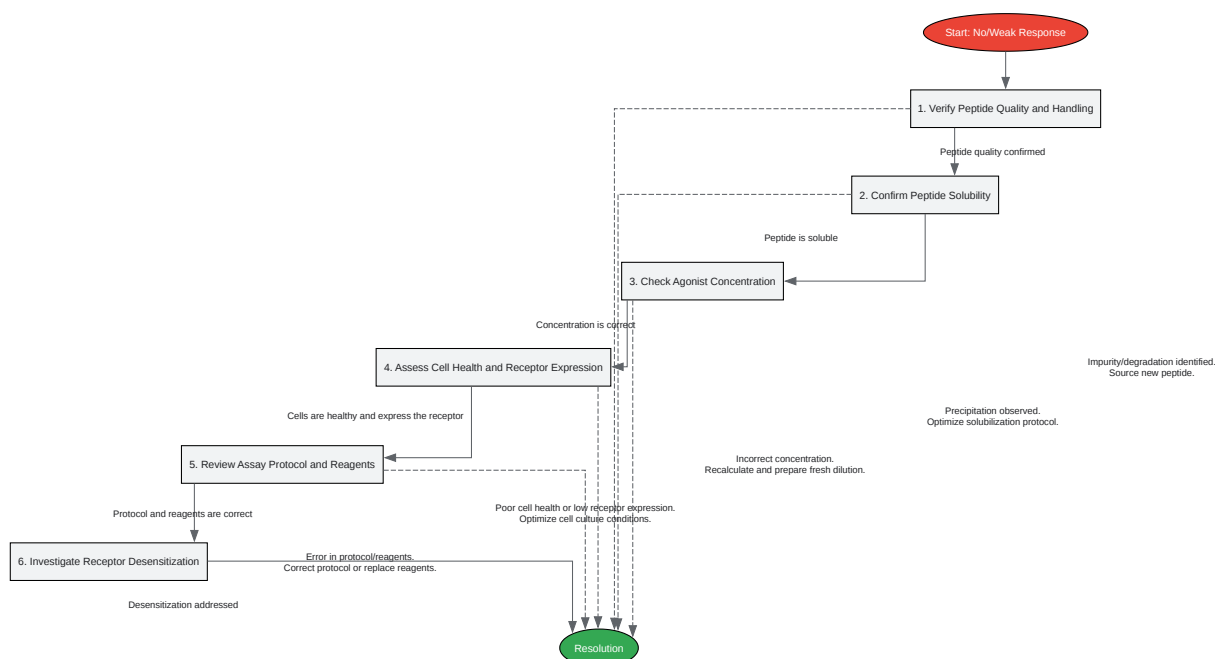 Start: No/Weak Response
1. Verify Peptide Quality and Handling
Peptide quality confirmed
2. Confirm Peptide Solubility
Peptide is soluble
3. Check Agonist Concentration
Concentration is correct
Impurity/degradation identified.
Source new peptide.
4. Assess Cell Health and Receptor Expression
Precipitation observed.
Optimize solubilization protocol.
Cells are healthy and express the receptor
Incorrect concentration.
Recalculate and prepare fresh dilution.
5. Review Assay Protocol and Reagents
Poor cell health or low receptor expression.
Optimize cell culture conditions.
Protocol and reagents are correct
Error in protocol/reagents.
Correct protocol or replace reagents.
6. Investigate Receptor Desensitization
Desensitization addressed
Resolution